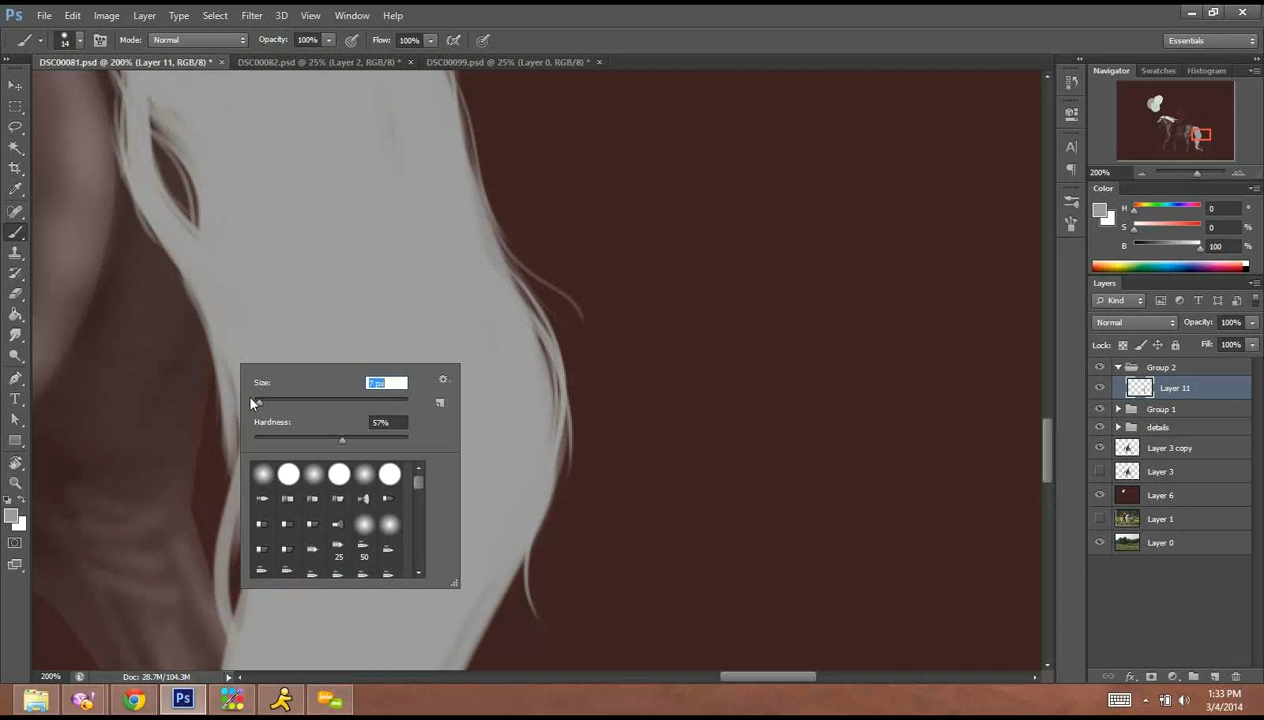 Ps File Edit Image Layer Type Select Filter 3D View Window Help
14 Mode: Normal Opacity: 100% Flow: 100% Essentials
DSC00081.psd @ 200% (Layer 11, RGB/8) * × DSC00082.psd @ 25% (Layer 2, RGB/8) * × DSC00099.psd @ 25% (Layer 0, RGB/8) * ×
Navigator Swatches Histogram
200%
Color
H 0 °
S 0 %
B 100 %
Layers
Kind
Normal Opacity: 100%
Lock: Fill: 100%
Group 2
Layer 11
Group 1
details
Layer 3 copy
Layer 3
Layer 6
Layer 1
Layer 0
Size: 7 px
Hardness: 57%
25 50
200% Doc: 28.7M/104.3M
Ps
1:33 PM
3/4/2014